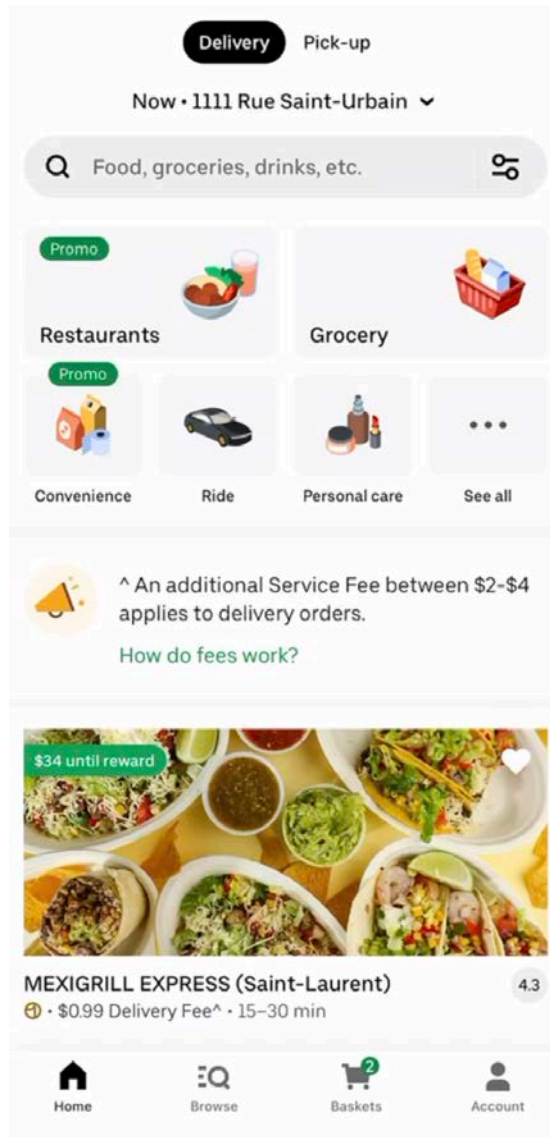 Delivery
Pick-up
Now • 1111 Rue Saint-Urbain
Food, groceries, drinks, etc.
Promo
Restaurants
Grocery
Promo
Convenience
Ride
Personal care
See all
^ An additional Service Fee between $2-$4
applies to delivery orders.
How do fees work?
$34 until reward
MEXIGRILL EXPRESS (Saint-Laurent)
4.3
• $0.99 Delivery Fee^ • 15–30 min
2
Home
Browse
Baskets
Account